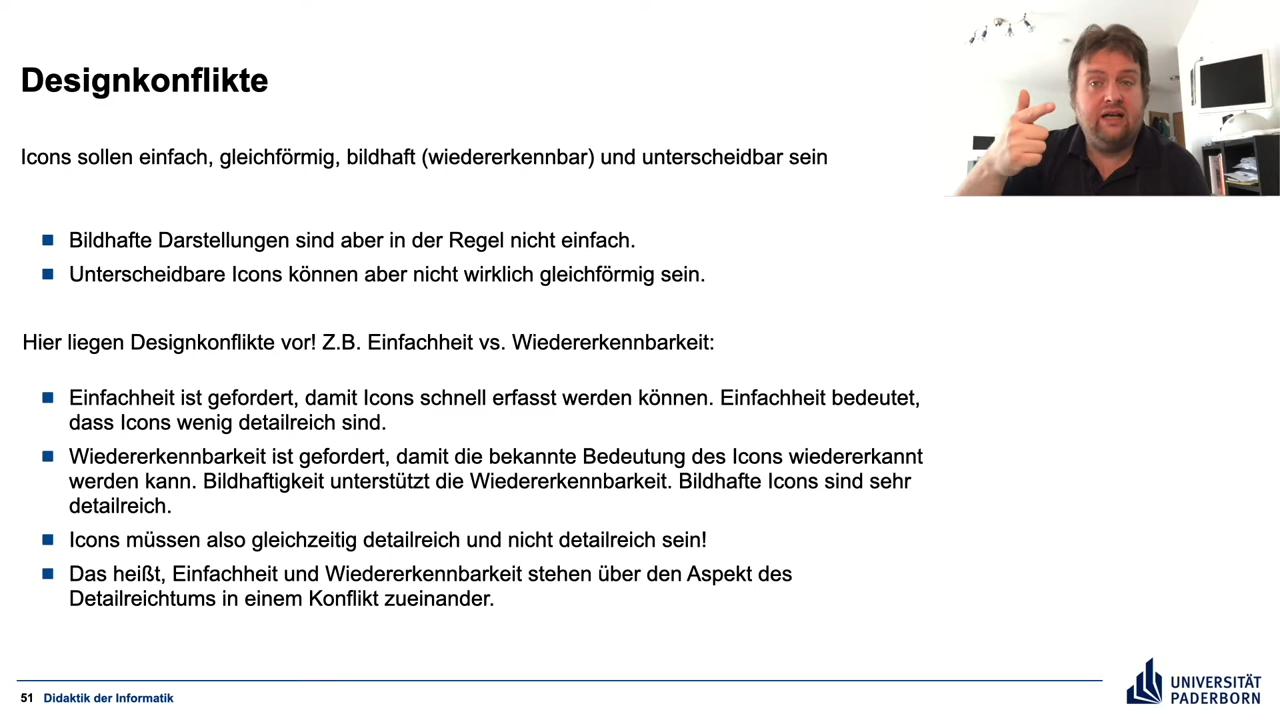 Designkonflikte
Icons sollen einfach, gleichförmig, bildhaft (wiedererkennbar) und unterscheidbar sein
Bildhafte Darstellungen sind aber in der Regel nicht einfach.
Unterscheidbare Icons können aber nicht wirklich gleichförmig sein.
Hier liegen Designkonflikte vor! Z.B. Einfachheit vs. Wiedererkennbarkeit:
Einfachheit ist gefordert, damit Icons schnell erfasst werden können. Einfachheit bedeutet,
dass Icons wenig detailreich sind.
Wiedererkennbarkeit ist gefordert, damit die bekannte Bedeutung des Icons wiedererkannt
werden kann. Bildhaftigkeit unterstützt die Wiedererkennbarkeit. Bildhafte Icons sind sehr
detailreich.
Icons müssen also gleichzeitig detailreich und nicht detailreich sein!
Das heißt, Einfachheit und Wiedererkennbarkeit stehen über den Aspekt des
Detailreichtums in einem Konflikt zueinander.
51 Didaktik der Informatik
UNIVERSITÄT
PADERBORN